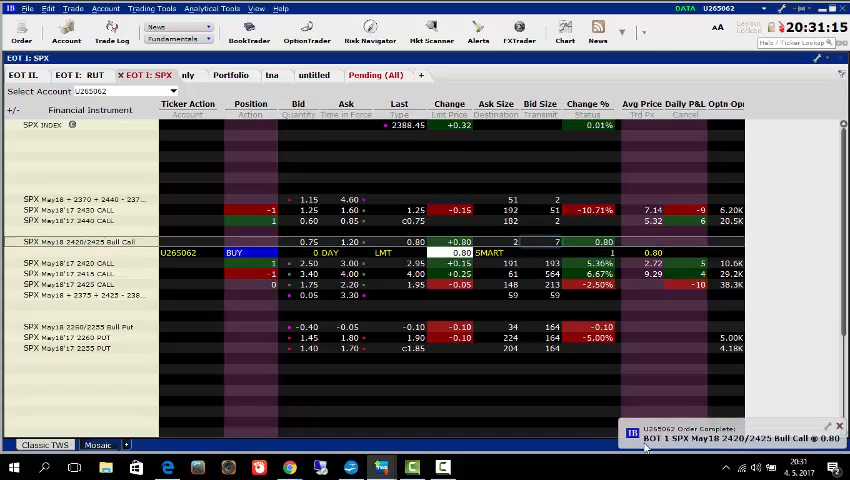 IB File Edit Trade Account Trading Tools Analytical Tools View Help DATA U265062
Order Account Trade Log News Fundamentals BookTrader OptionTrader Risk Navigator Mkt Scanner Alerts FXTrader Chart News AA Layout Locked 20:31:15
Help / Ticker Lookup
EOT I: SPX
EOT II. EOT I: RUT EOT I: SPX nly Portfolio tna untitled Pending (All) +
Select Account U265062
+/- Financial Instrument Ticker Action Position Bid Ask Last Change Ask Size Bid Size Change % Avg Price Daily P&L Optn Op
Account Action Quantity Time in Force Type Lmt Price Destination Transmit Status Trd Px Cancel
SPX INDEX C 2388.45 +0.32 0.01%
SPX May18 + 2370 + 2440 - 237... 1.15 4.60 51 2
SPX May18'17 2430 CALL -1 1.25 1.60 1.25 -0.15 192 51 -10.71% 7.14 -9 6.20K
SPX May18'17 2440 CALL 1 0.60 0.85 c0.75 182 2 5.32 6 20.5K
SPX May18 2420/2425 Bull Call 0.75 1.20 0.80 +0.80 2 7 0.80
U265062 BUY 0 DAY LMT 0.80 SMART 1 0.80
SPX May18'17 2420 CALL 1 2.50 3.00 2.95 +0.15 191 193 5.36% 2.72 5 10.6K
SPX May18'17 2415 CALL -1 3.40 4.00 4.00 +0.25 61 564 6.67% 9.29 4 29.2K
SPX May18'17 2425 CALL 0 1.75 2.20 1.95 -0.05 148 213 -2.50% -10 38.3K
SPX May18 + 2375 + 2425 - 238... 0.05 3.30 59 59
SPX May18 2260/2255 Bull Put -0.40 -0.05 -0.10 -0.10 34 164 -0.10
SPX May18'17 2260 PUT 1.45 1.80 1.90 -0.10 224 164 -5.00% 5.00K
SPX May18'17 2255 PUT 1.40 1.70 c1.85 204 164 4.18K
U265062 Order Complete:
IB BOT 1 SPX May18 2420/2425 Bull Call @ 0.80
Classic TWS Mosaic +
20:31
4. 5. 2017